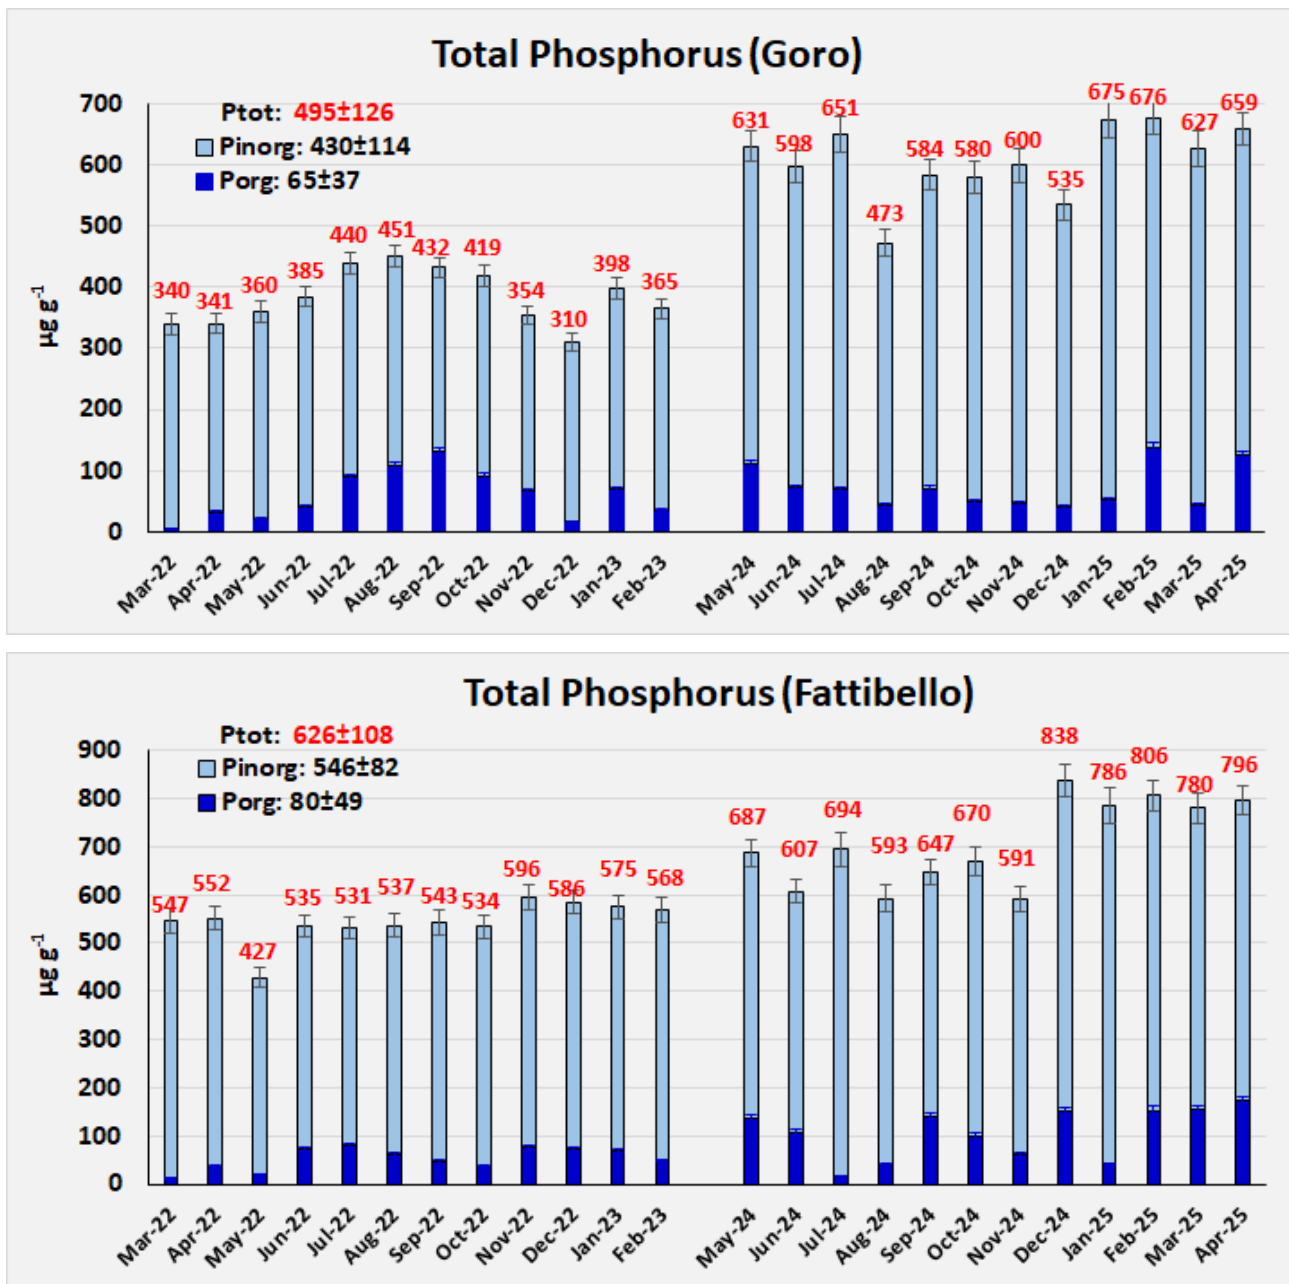 Total Phosphorus (Goro)
Ptot: 495±126
Pinorg: 430±114
Porg: 65±37
µg g⁻¹
700
600
500
400
300
200
100
0
340 341 360 385 440 451 432 419 354 310 398 365 631 598 651 473 584 580 600 535 675 676 627 659
Mar-22 Apr-22 May-22 Jun-22 Jul-22 Aug-22 Sep-22 Oct-22 Nov-22 Dec-22 Jan-23 Feb-23 May-24 Jun-24 Jul-24 Aug-24 Sep-24 Oct-24 Nov-24 Dec-24 Jan-25 Feb-25 Mar-25 Apr-25
Total Phosphorus (Fattibello)
Ptot: 626±108
Pinorg: 546±82
Porg: 80±49
µg g⁻¹
900
800
700
600
500
400
300
200
100
0
547 552 427 535 531 537 543 534 596 586 575 568 687 607 694 593 647 670 591 838 786 806 780 796
Mar-22 Apr-22 May-22 Jun-22 Jul-22 Aug-22 Sep-22 Oct-22 Nov-22 Dec-22 Jan-23 Feb-23 May-24 Jun-24 Jul-24 Aug-24 Sep-24 Oct-24 Nov-24 Dec-24 Jan-25 Feb-25 Mar-25 Apr-25